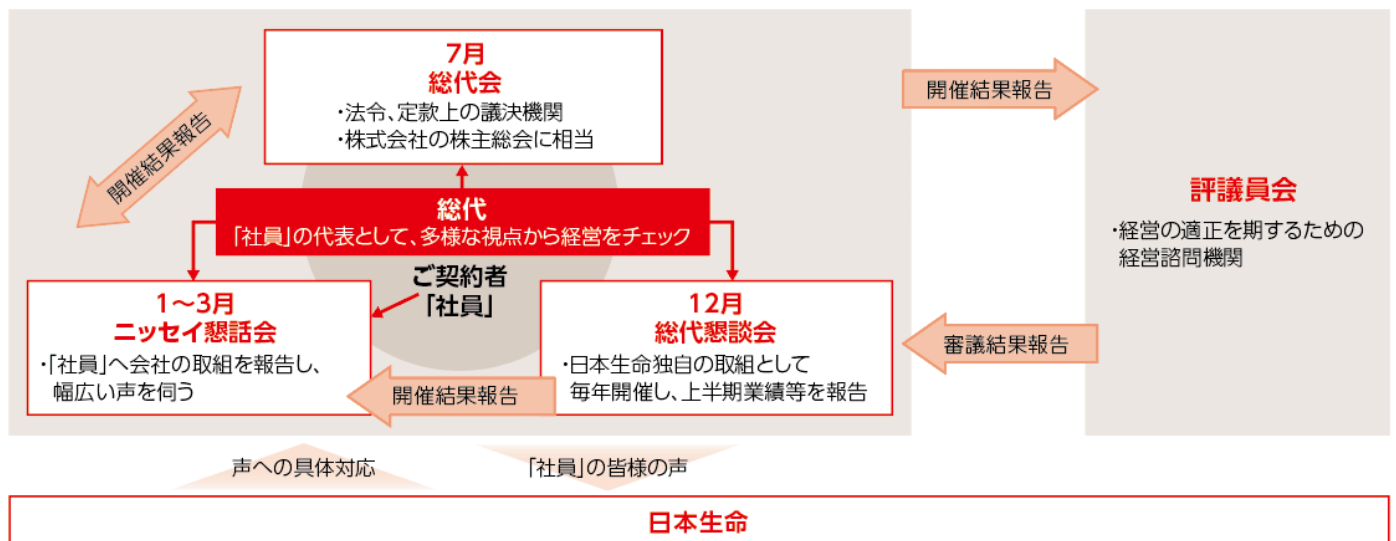 7月
総代会
・法令、定款上の議決機関
・株式会社の株主総会に相当
開催結果報告
開催結果報告
総代
「社員」の代表として、多様な視点から経営をチェック
ご契約者
「社員」
1～3月
ニッセイ懇話会
・「社員」へ会社の取組を報告し、
幅広い声を伺う
開催結果報告
12月
総代懇談会
・日本生命独自の取組として
毎年開催し、上半期業績等を報告
評議員会
・経営の適正を期するための
経営諮問機関
審議結果報告
声への具体対応
「社員」の皆様の声
日本生命